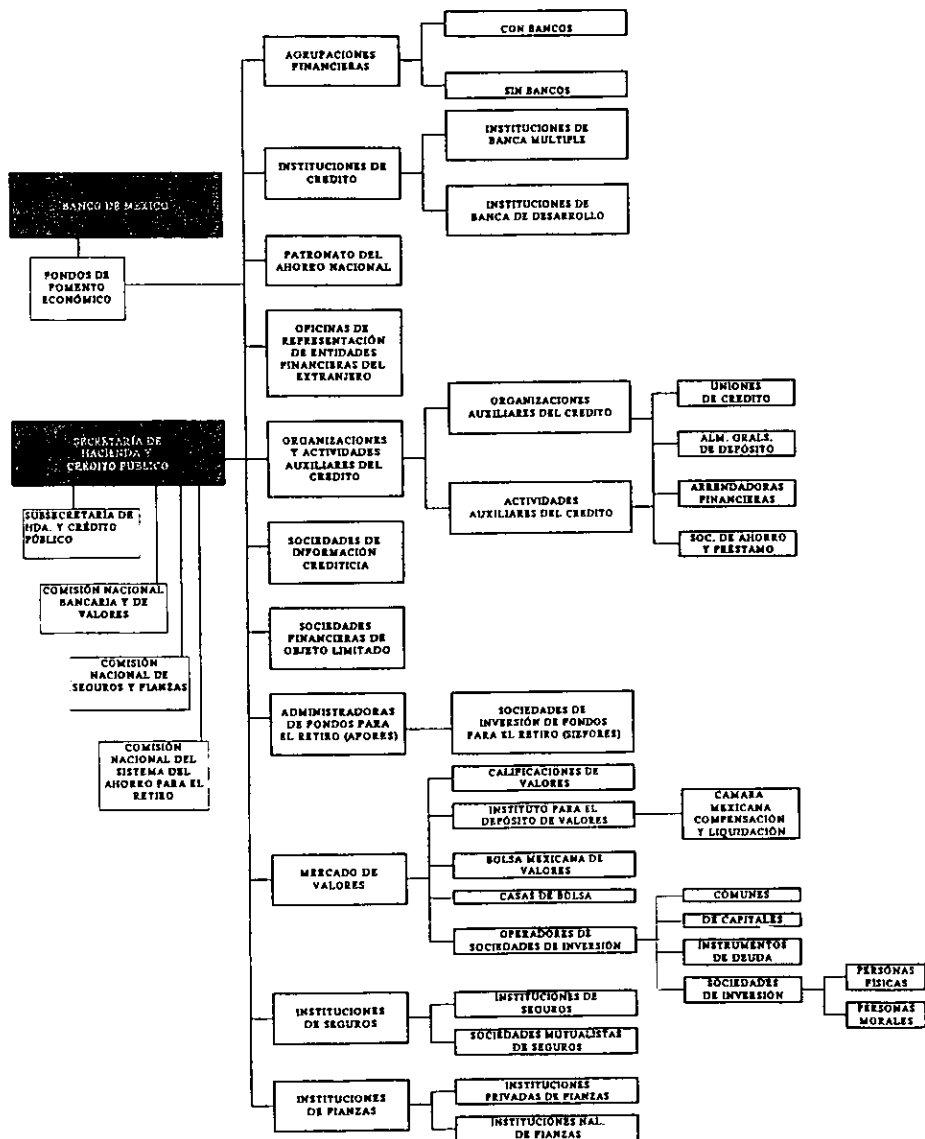 BANCO DE MEXICO
FONDOS DE
FOMENTO
ECONÓMICO
SECRETARÍA DE
HACIENDA Y
CRÉDITO PÚBLICO
SUBSECRETARÍA DE
HDA. Y CRÉDITO
PÚBLICO
COMISIÓN NACIONAL
BANCARIA Y DE
VALORES
COMISIÓN
NACIONAL DE
SEGUROS Y FIANZAS
COMISIÓN
NACIONAL DEL
SISTEMA DEL
AHORRO PARA EL
RETIRO
AGRUPACIONES
FINANCIERAS
CON BANCOS
SIN BANCOS
INSTITUCIONES DE
CREDITO
INSTITUCIONES DE
BANCA MULTIPLE
INSTITUCIONES DE
BANCA DE DESARROLLO
PATRONATO DEL
AHORRO NACIONAL
OFICINAS DE
REPRESENTACIÓN
DE ENTIDADES
FINANCIERAS DEL
EXTRANJERO
ORGANIZACIONES
Y ACTIVIDADES
AUXILIARES DEL
CREDITO
ORGANIZACIONES
AUXILIARES DEL CREDITO
ACTIVIDADES
AUXILIARES DEL CREDITO
UNIONES
DE CREDITO
ALM. GRALS.
DE DEPÓSITO
ARRENDADORAS
FINANCIERAS
SOC. DE AHORRO
Y PRÉSTAMO
SOCIEDADES
DE INFORMACIÓN
CREDITICIA
SOCIEDADES
FINANCIERAS DE
OBJETO LIMITADO
ADMINISTRADORAS
DE FONDOS PARA
EL RETIRO (AFORES)
SOCIEDADES DE
INVERSIÓN DE FONDOS
PARA EL RETIRO (SIEFORES)
MERCADO DE
VALORES
CALIFICACIONES DE
VALORES
INSTITUTO PARA EL
DEPÓSITO DE VALORES
CAMARA
MEXICANA
COMPENSACIÓN
Y LIQUIDACIÓN
BOLSA MEXICANA DE
VALORES
CASAS DE BOLSA
OPERADORES DE
SOCIEDADES DE INVERSIÓN
COMUNES
DE CAPITALES
INSTRUMENTOS
DE DEUDA
SOCIEDADES
DE INVERSIÓN
PERSONAS
FÍSICAS
PERSONAS
MORALES
INSTITUCIONES
DE SEGUROS
INSTITUCIONES DE
SEGUROS
SOCIEDADES MUTUALISTAS
DE SEGUROS
INSTITUCIONES
DE FIANZAS
INSTITUCIONES
PRIVADAS DE FIANZAS
INSTITUCIONES NAL.
DE FIANZAS